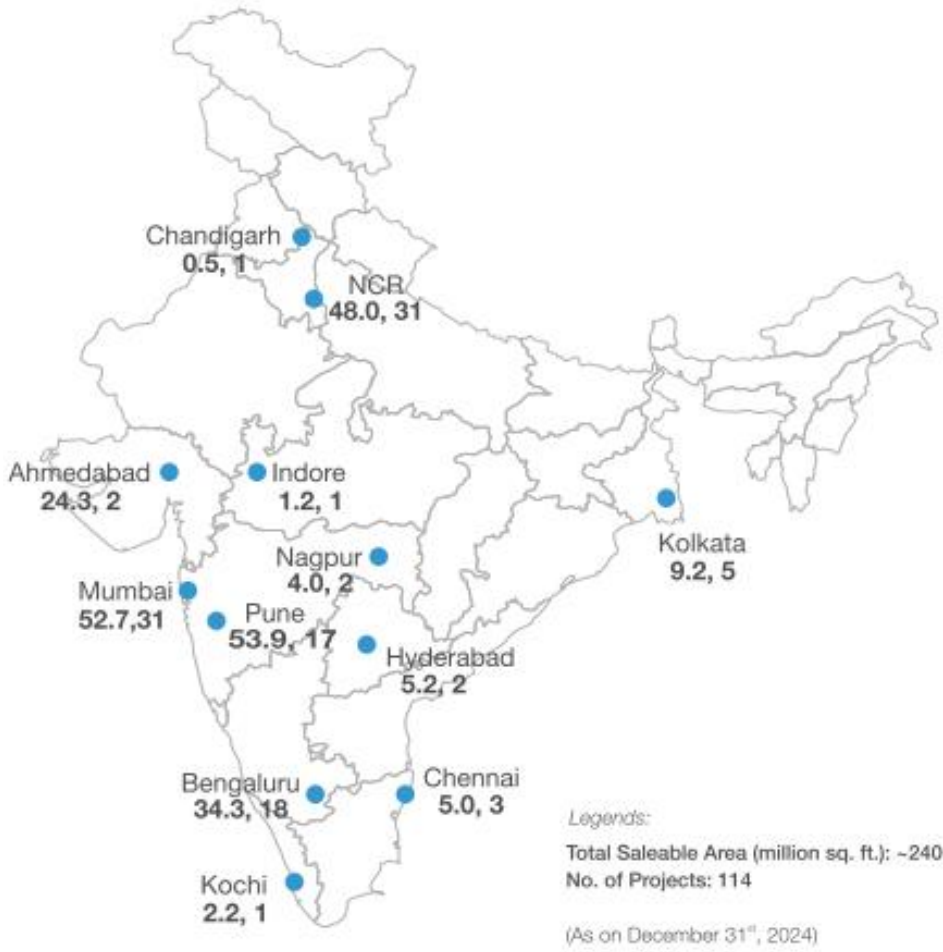 Chandigarh
0.5, 1
NCR
48.0, 31
Ahmedabad
24.3, 2
Indore
1.2, 1
Kolkata
9.2, 5
Nagpur
4.0, 2
Mumbai
52.7,31
Pune
53.9, 17
Hyderabad
5.2, 2
Bengaluru
34.3, 18
Chennai
5.0, 3
Kochi
2.2, 1
Legends:
Total Saleable Area (million sq. ft.): ~240
No. of Projects: 114
(As on December 31st, 2024)